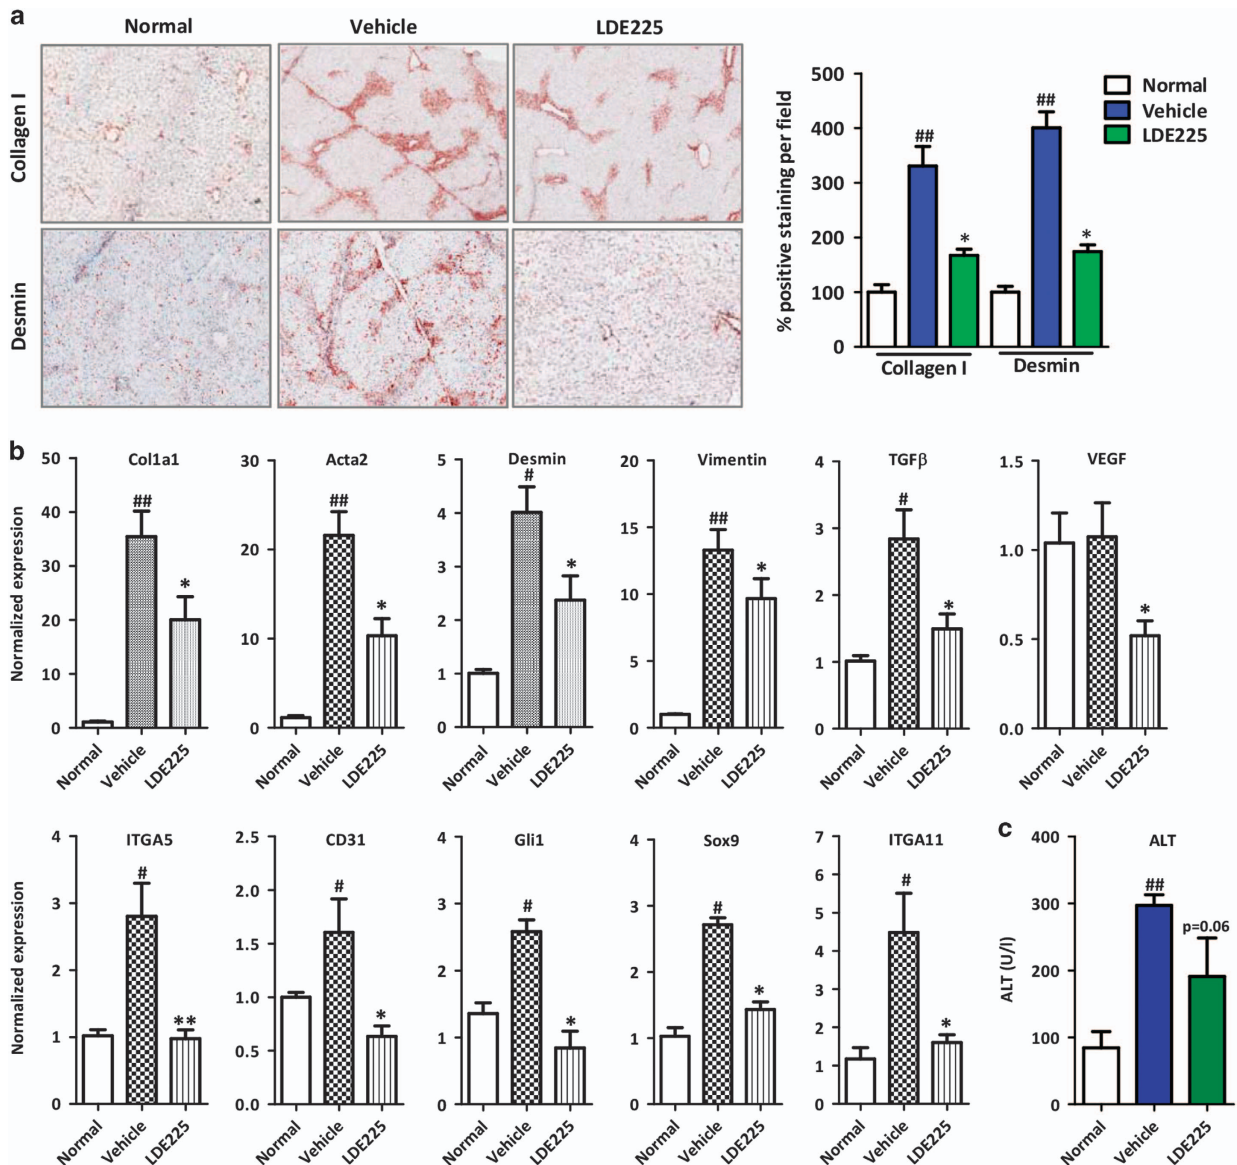 a
Normal
Vehicle
LDE225
Collagen I
Desmin
% positive staining per field
500
400
300
200
100
0
##
*
##
*
Collagen I
Desmin
Normal
Vehicle
LDE225
b
Normalized expression
Col1a1
50
40
30
20
10
0
##
*
Normal
Vehicle
LDE225
Acta2
30
20
10
0
##
*
Normal
Vehicle
LDE225
Desmin
5
4
3
2
1
0
#
*
Normal
Vehicle
LDE225
Vimentin
20
15
10
5
0
##
*
Normal
Vehicle
LDE225
TGFβ
4
3
2
1
0
#
*
Normal
Vehicle
LDE225
VEGF
1.5
1.0
0.5
0.0
*
Normal
Vehicle
LDE225
Normalized expression
ITGA5
4
3
2
1
0
#
**
Normal
Vehicle
LDE225
CD31
2.5
2.0
1.5
1.0
0.5
0.0
#
*
Normal
Vehicle
LDE225
Gli1
4
3
2
1
0
#
*
Normal
Vehicle
LDE225
Sox9
4
3
2
1
0
#
*
Normal
Vehicle
LDE225
ITGA11
7
6
5
4
3
2
1
0
#
*
Normal
Vehicle
LDE225
c
ALT
ALT (U/l)
400
300
200
100
0
##
p=0.06
Normal
Vehicle
LDE225